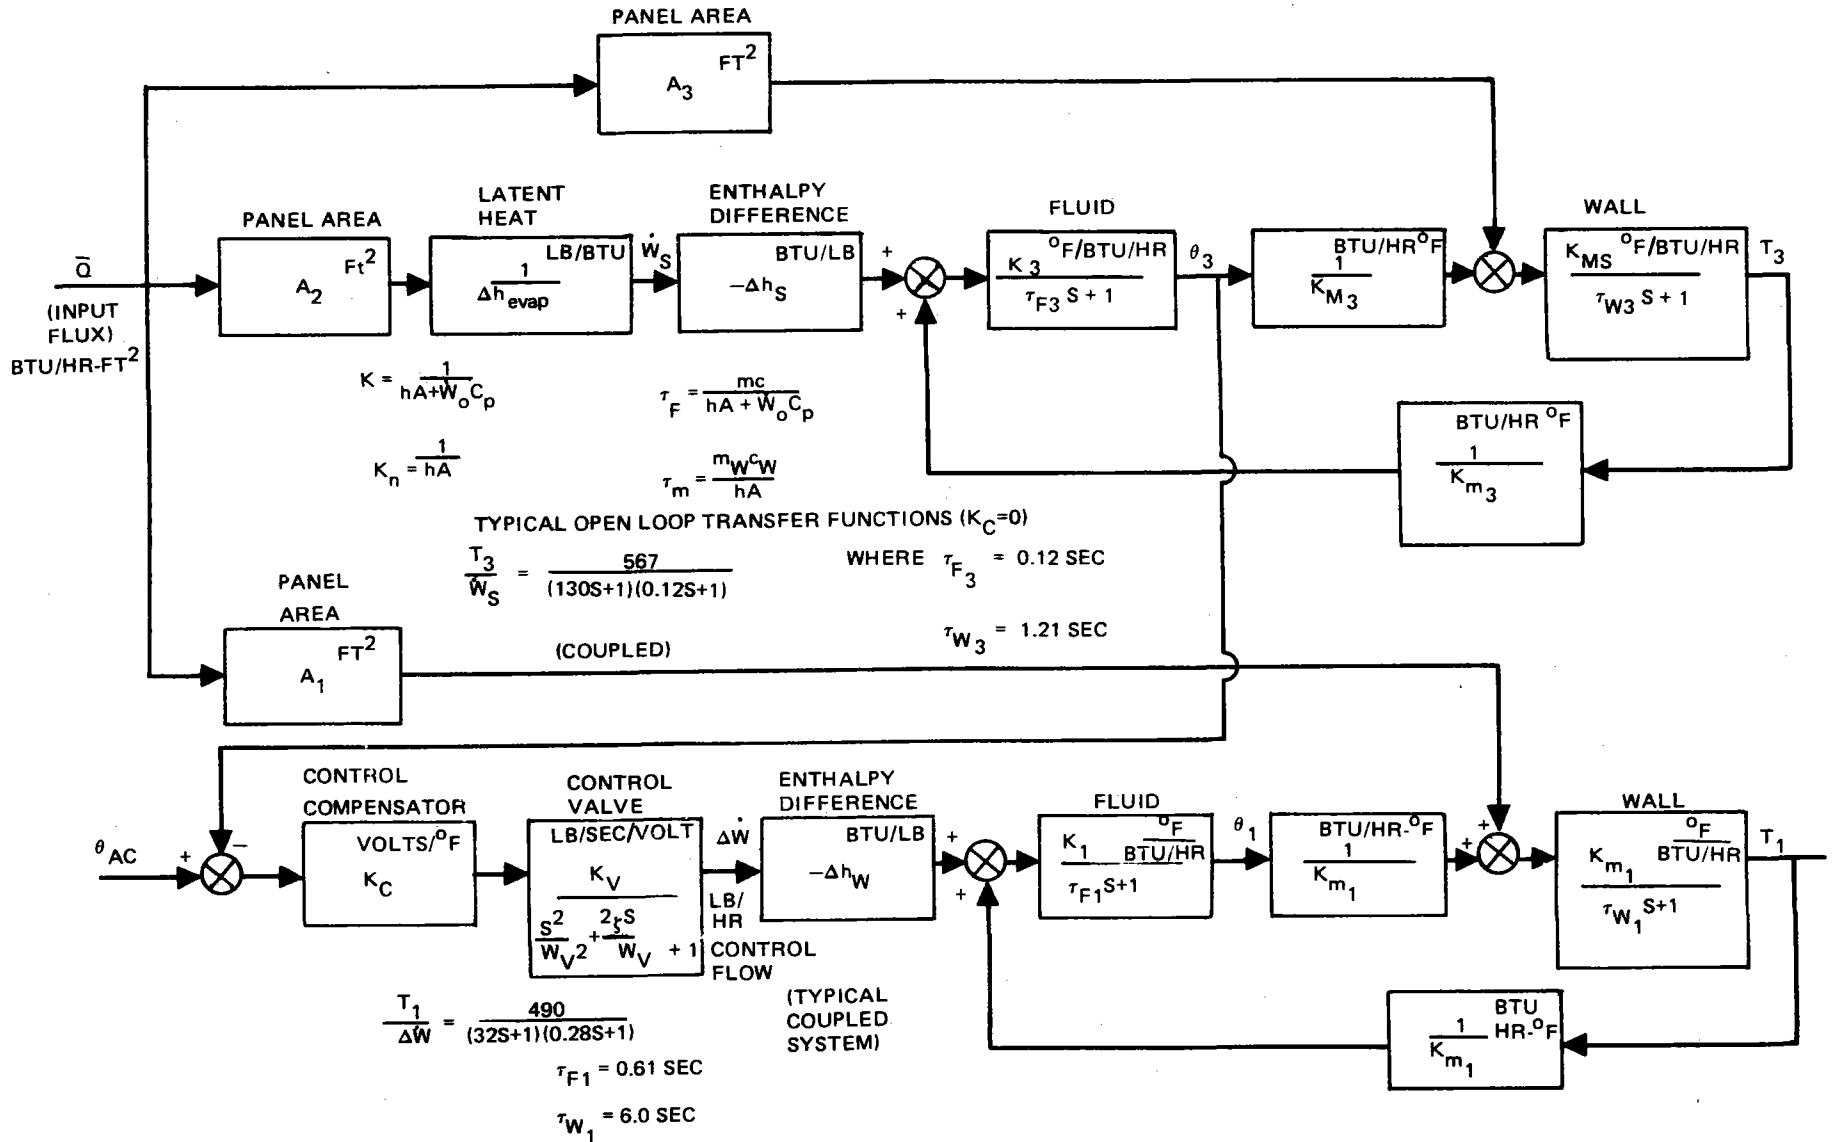 PANEL AREA
FT2
A3
LATENT
HEAT
ENTHALPY
DIFFERENCE
PANEL AREA
FLUID
WALL
Q̄
(INPUT
FLUX)
BTU/HR-FT2
Ft2
A2
LB/BTU
1
Δhevap
ẆS
BTU/LB
-ΔhS
+
+
°F/BTU/HR
K3
τF3 S + 1
θ3
BTU/HR°F
1
KM3
KMS °F/BTU/HR
τW3 S + 1
T3
K = 1
hA+ẆoCp
τF = mc
hA + ẆoCp
Kn = 1
hA
τm = mWcW
hA
BTU/HR °F
1
Km3
TYPICAL OPEN LOOP TRANSFER FUNCTIONS (KC=0)
T3
ẆS
=
567
(130S+1)(0.12S+1)
WHERE τF3 = 0.12 SEC
τW3 = 1.21 SEC
PANEL
AREA
FT2
A1
(COUPLED)
CONTROL
COMPENSATOR
CONTROL
VALVE
ENTHALPY
DIFFERENCE
FLUID
WALL
θAC
+
−
VOLTS/°F
KC
LB/SEC/VOLT
KV
S2
WV2
+
2ζS
WV
+ 1
ΔẆ
LB/
HR
CONTROL
FLOW
BTU/LB
-ΔhW
+
+
K1
°F
BTU/HR
τF1S+1
θ1
BTU/HR-°F
1
Km1
+
+
°F
BTU/HR
Km1
τW1S+1
T1
(TYPICAL
COUPLED
SYSTEM)
BTU
HR-°F
1
Km1
T1
ΔẆ
=
490
(32S+1)(0.28S+1)
τF1 = 0.61 SEC
τW1 = 6.0 SEC